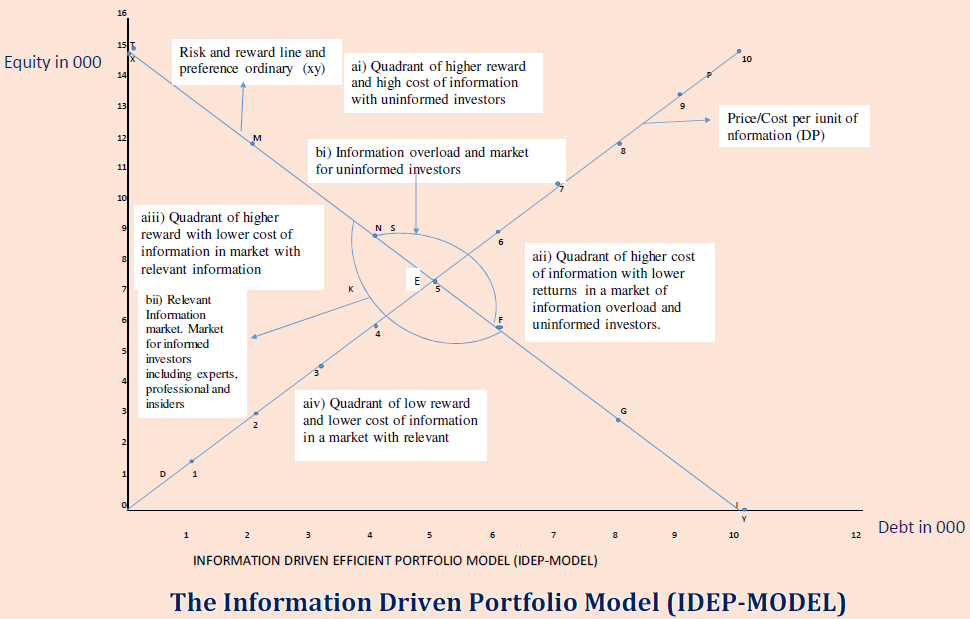 16
15
14
13
12
11
10
9
8
7
6
5
4
3
2
1
0
Equity in 000
T
X
Risk and reward line and
preference ordinary (xy)
ai) Quadrant of higher reward
and high cost of information
with uninformed investors
10
P
9
Price/Cost per iunit of
nformation (DP)
M
8
bi) Information overload and market
for uninformed investors
7
aiii) Quadrant of higher
reward with lower cost of
information in market with
relevant information
N S
6
aii) Quadrant of higher cost
of information with lower
retturns in a market of
information overload and
uninformed investors.
E
5
K
bii) Relevant
Information
market. Market
for informed
investors
including experts,
professional and
insiders
F
4
3
aiv) Quadrant of low reward
and lower cost of information
in a market with relevant
G
2
D
1
I
Y
1 2 3 4 5 6 7 8 9 10 12
Debt in 000
INFORMATION DRIVEN EFFICIENT PORTFOLIO MODEL (IDEP-MODEL)
The Information Driven Portfolio Model (IDEP-MODEL)